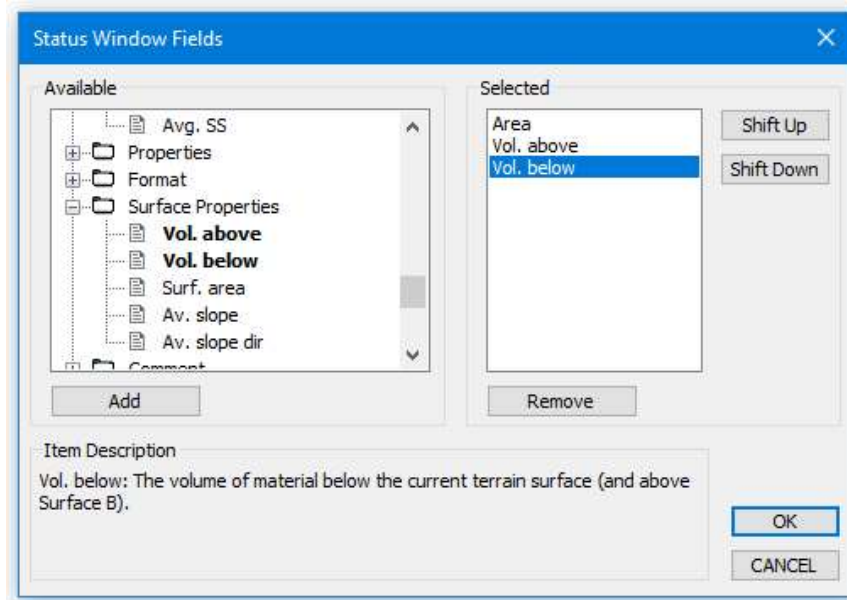 Status Window Fields
Available
Avg. SS
Properties
Format
Surface Properties
Vol. above
Vol. below
Surf. area
Av. slope
Av. slope dir
Comment
Add
Selected
Area
Vol. above
Vol. below
Remove
Shift Up
Shift Down
Item Description
Vol. below: The volume of material below the current terrain surface (and above
Surface B).
OK
CANCEL